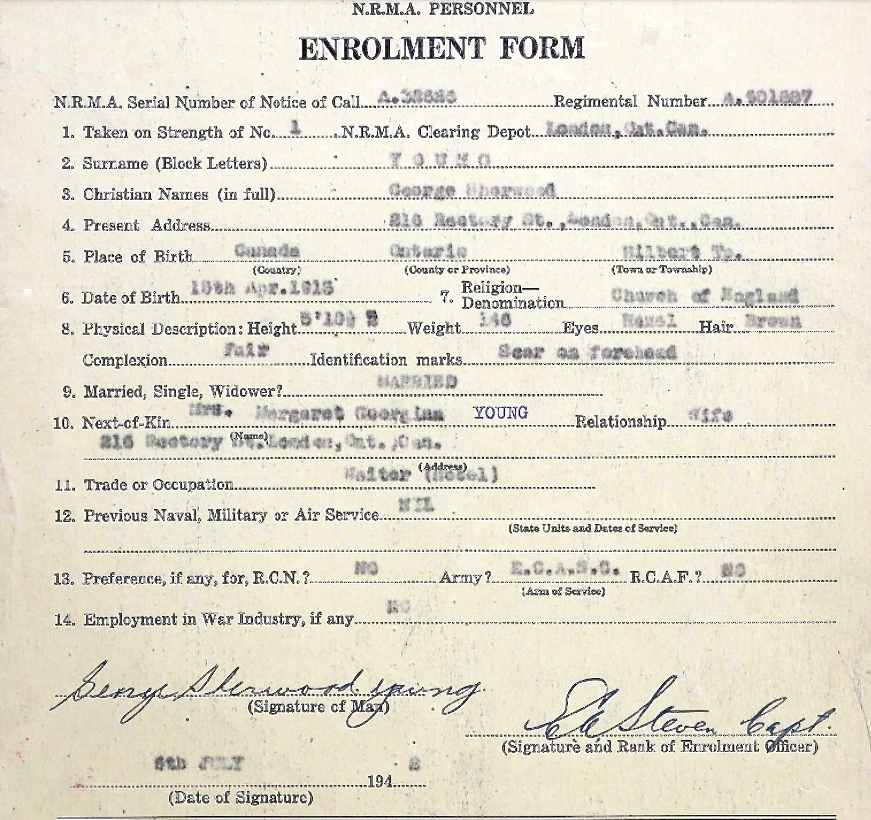 N.R.M.A. PERSONNEL
ENROLMENT FORM
N.R.M.A. Serial Number of Notice of Call Regimental Number
1. Taken on Strength of No. 1 N.R.M.A. Clearing Depot London, Ont. Can.
2. Surname (Block Letters) YOUNG
3. Christian Names (in full) George Sherwood
4. Present Address 216 Rectory St., London, Ont., Can.
5. Place of Birth Canada Ontario Hilbert Tp.
(Country) (County or Province) (Town or Township)
6. Date of Birth Apr. 7. Religion—Denomination Church of England
8. Physical Description: Height Weight Eyes Hazel Hair Brown
Complexion Fair Identification marks Scar on forehead
9. Married, Single, Widower? MARRIED
10. Next-of-Kin Mrs. Margaret Georgina YOUNG Relationship Wife
(Name)
216 Rectory St. London, Ont., Can.
(Address)
11. Trade or Occupation Waiter (Hotel)
12. Previous Naval, Military or Air Service NIL
(State Units and Dates of Service)
13. Preference, if any, for, R.C.N.? NO Army? R.C.A.S.C. R.C.A.F.? NO
(Arm of Service)
14. Employment in War Industry, if any NO
George Sherwood Young
(Signature of Man)
Steven Capt.
(Signature and Rank of Enrolment Officer)
JULY 194
(Date of Signature)